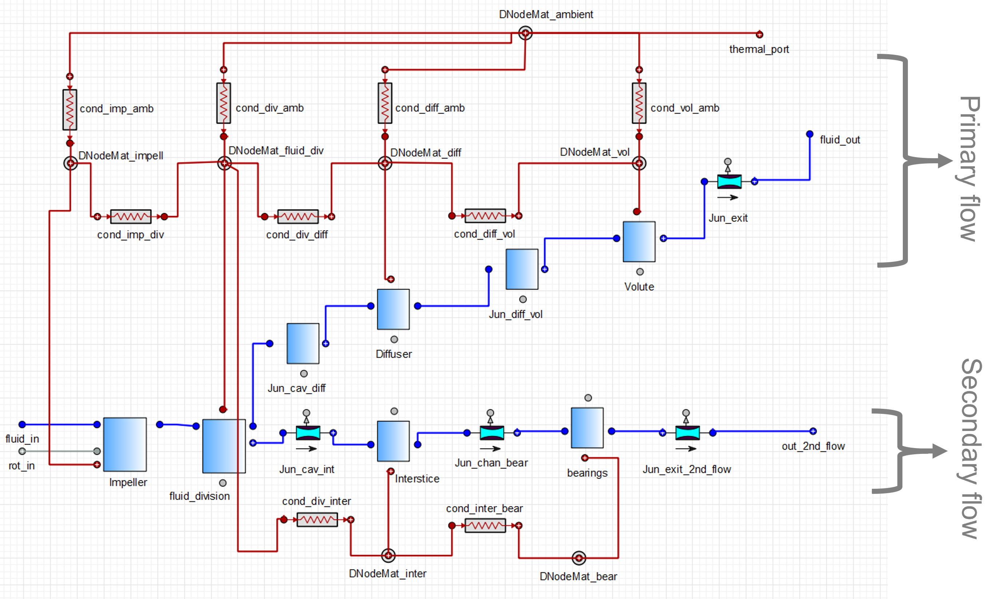 DNodeMat_ambient
thermal_port
cond_imp_amb
cond_div_amb
cond_diff_amb
cond_vol_amb
fluid_out
DNodeMat_impell
DNodeMat_fluid_div
DNodeMat_diff
DNodeMat_vol
Jun_exit
cond_imp_div
cond_div_diff
cond_diff_vol
Primary flow
Volute
Jun_diff_vol
Diffuser
Jun_cav_diff
fluid_in
rot_in
Impeller
fluid_division
Jun_cav_int
Interstice
Jun_chan_bear
bearings
Jun_exit_2nd_flow
out_2nd_flow
Secondary flow
cond_div_inter
cond_inter_bear
DNodeMat_inter
DNodeMat_bear